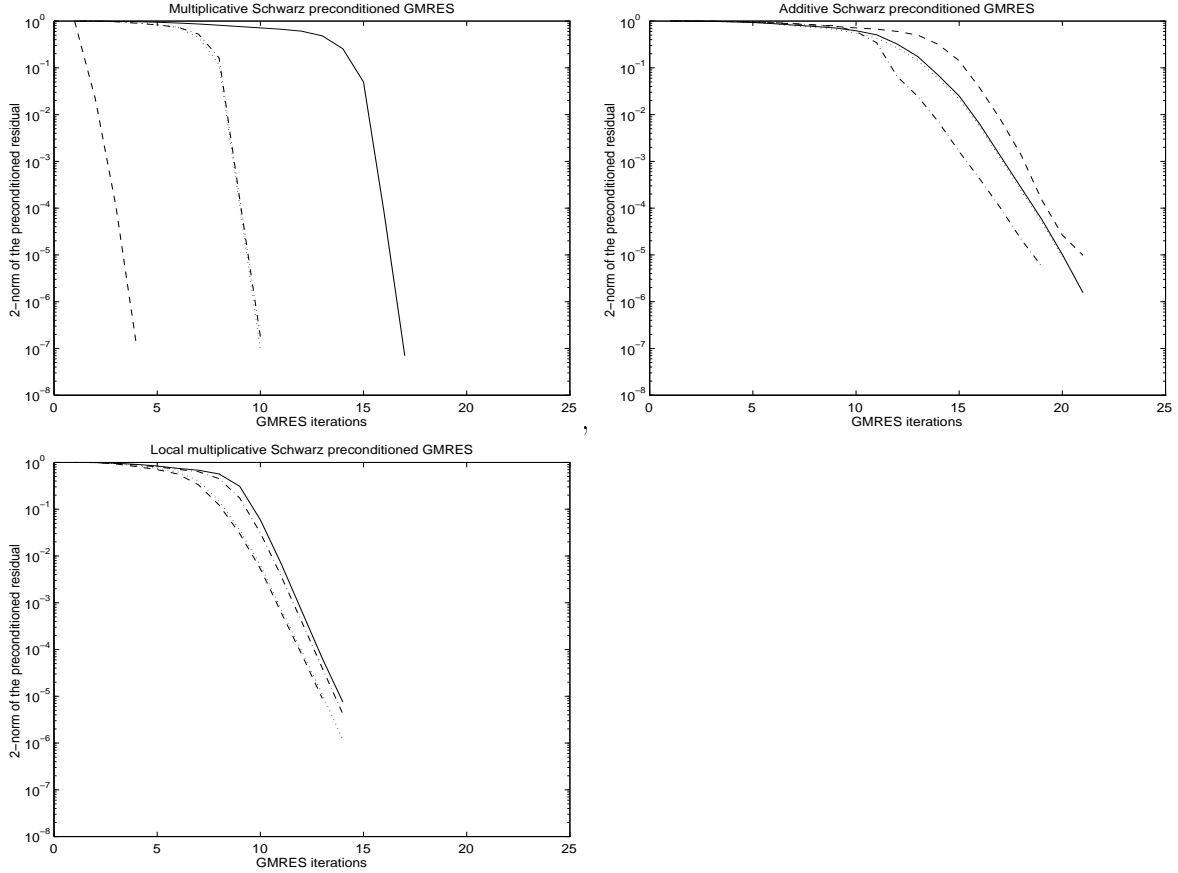 Multiplicative Schwarz preconditioned GMRES
2−norm of the preconditioned residual
10^0
10^−1
10^−2
10^−3
10^−4
10^−5
10^−6
10^−7
10^−8
0 5 10 15 20 25
GMRES iterations
Additive Schwarz preconditioned GMRES
2−norm of the preconditioned residual
10^0
10^−1
10^−2
10^−3
10^−4
10^−5
10^−6
10^−7
10^−8
0 5 10 15 20 25
GMRES iterations
,
Local multiplicative Schwarz preconditioned GMRES
2−norm of the preconditioned residual
10^0
10^−1
10^−2
10^−3
10^−4
10^−5
10^−6
10^−7
10^−8
0 5 10 15 20 25
GMRES iterations